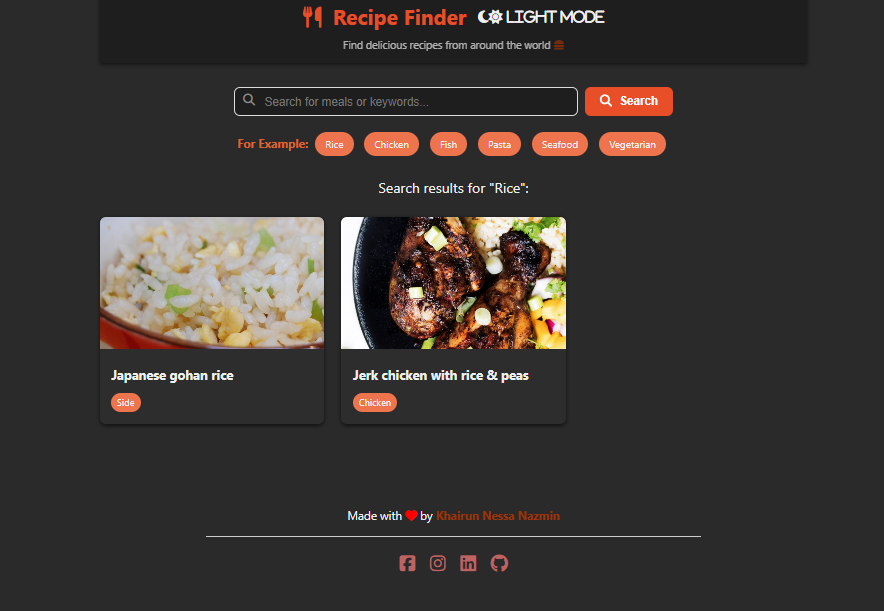 Recipe Finder LIGHT MODE
Find delicious recipes from around the world
Search for meals or keywords... Search
For Example: Rice Chicken Fish Pasta Seafood Vegetarian
Search results for "Rice":
Japanese gohan rice
Side
Jerk chicken with rice & peas
Chicken
Made with by Khairun Nessa Nazmin